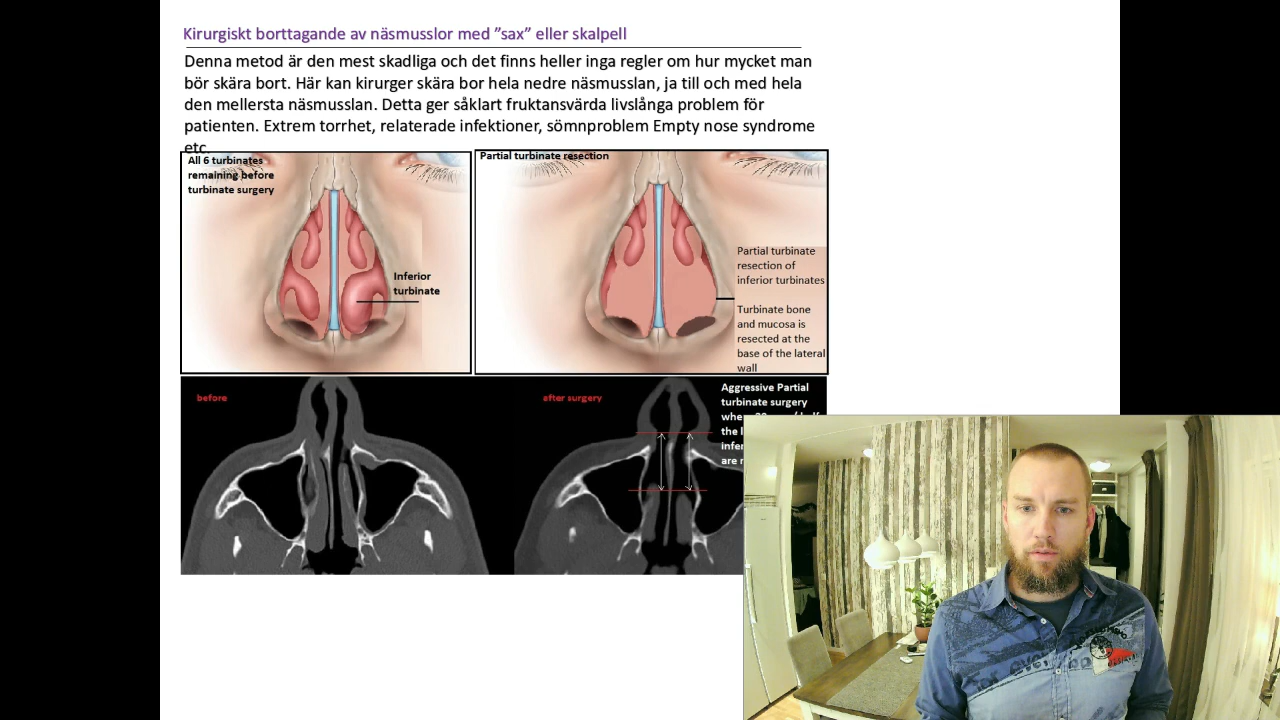 Kirurgiskt borttagande av näsmusslor med ”sax” eller skalpell
Denna metod är den mest skadliga och det finns heller inga regler om hur mycket man
bör skära bort. Här kan kirurger skära bor hela nedre näsmusslan, ja till och med hela
den mellersta näsmusslan. Detta ger såklart fruktansvärda livslånga problem för
patienten. Extrem torrhet, relaterade infektioner, sömnproblem Empty nose syndrome
etc.
All 6 turbinates
remaining before
turbinate surgery
Inferior
turbinate
Partial turbinate resection
Partial turbinate
resection of
inferior turbinates
Turbinate bone
and mucosa is
resected at the
base of the lateral
wall
before
after surgery
Aggressive Partial
turbinate surgery
the
are